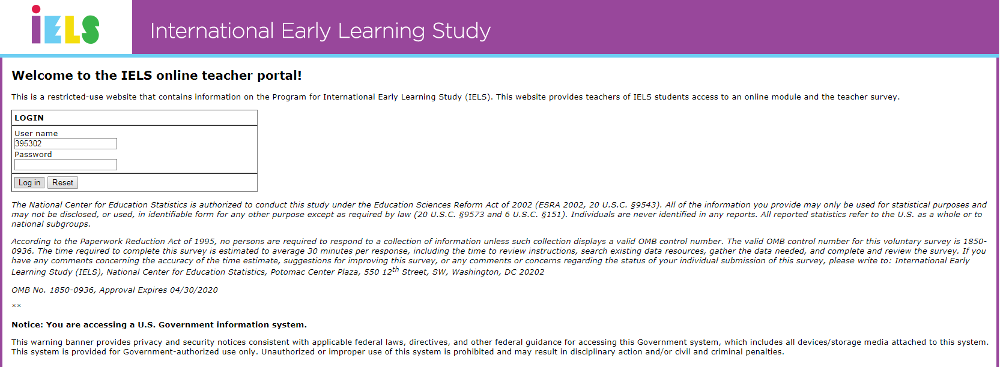 iELS
International Early Learning Study
Welcome to the IELS online teacher portal!
This is a restricted-use website that contains information on the Program for International Early Learning Study (IELS). This website provides teachers of IELS students access to an online module and the teacher survey.
LOGIN
User name
395302
Password
Log in Reset
The National Center for Education Statistics is authorized to conduct this study under the Education Sciences Reform Act of 2002 (ESRA 2002, 20 U.S.C. §9543). All of the information you provide may only be used for statistical purposes and
may not be disclosed, or used, in identifiable form for any other purpose except as required by law (20 U.S.C. §9573 and 6 U.S.C. §151). Individuals are never identified in any reports. All reported statistics refer to the U.S. as a whole or to
national subgroups.
According to the Paperwork Reduction Act of 1995, no persons are required to respond to a collection of information unless such collection displays a valid OMB control number. The valid OMB control number for this voluntary survey is 1850-
0936. The time required to complete this survey is estimated to average 30 minutes per response, including the time to review instructions, search existing data resources, gather the data needed, and complete and review the survey. If you
have any comments concerning the accuracy of the time estimate, suggestions for improving this survey, or any comments or concerns regarding the status of your individual submission of this survey, please write to: International Early
Learning Study (IELS), National Center for Education Statistics, Potomac Center Plaza, 550 12th Street, SW, Washington, DC 20202
OMB No. 1850-0936, Approval Expires 04/30/2020
**
Notice: You are accessing a U.S. Government information system.
This warning banner provides privacy and security notices consistent with applicable federal laws, directives, and other federal guidance for accessing this Government system, which includes all devices/storage media attached to this system.
This system is provided for Government-authorized use only. Unauthorized or improper use of this system is prohibited and may result in disciplinary action and/or civil and criminal penalties.